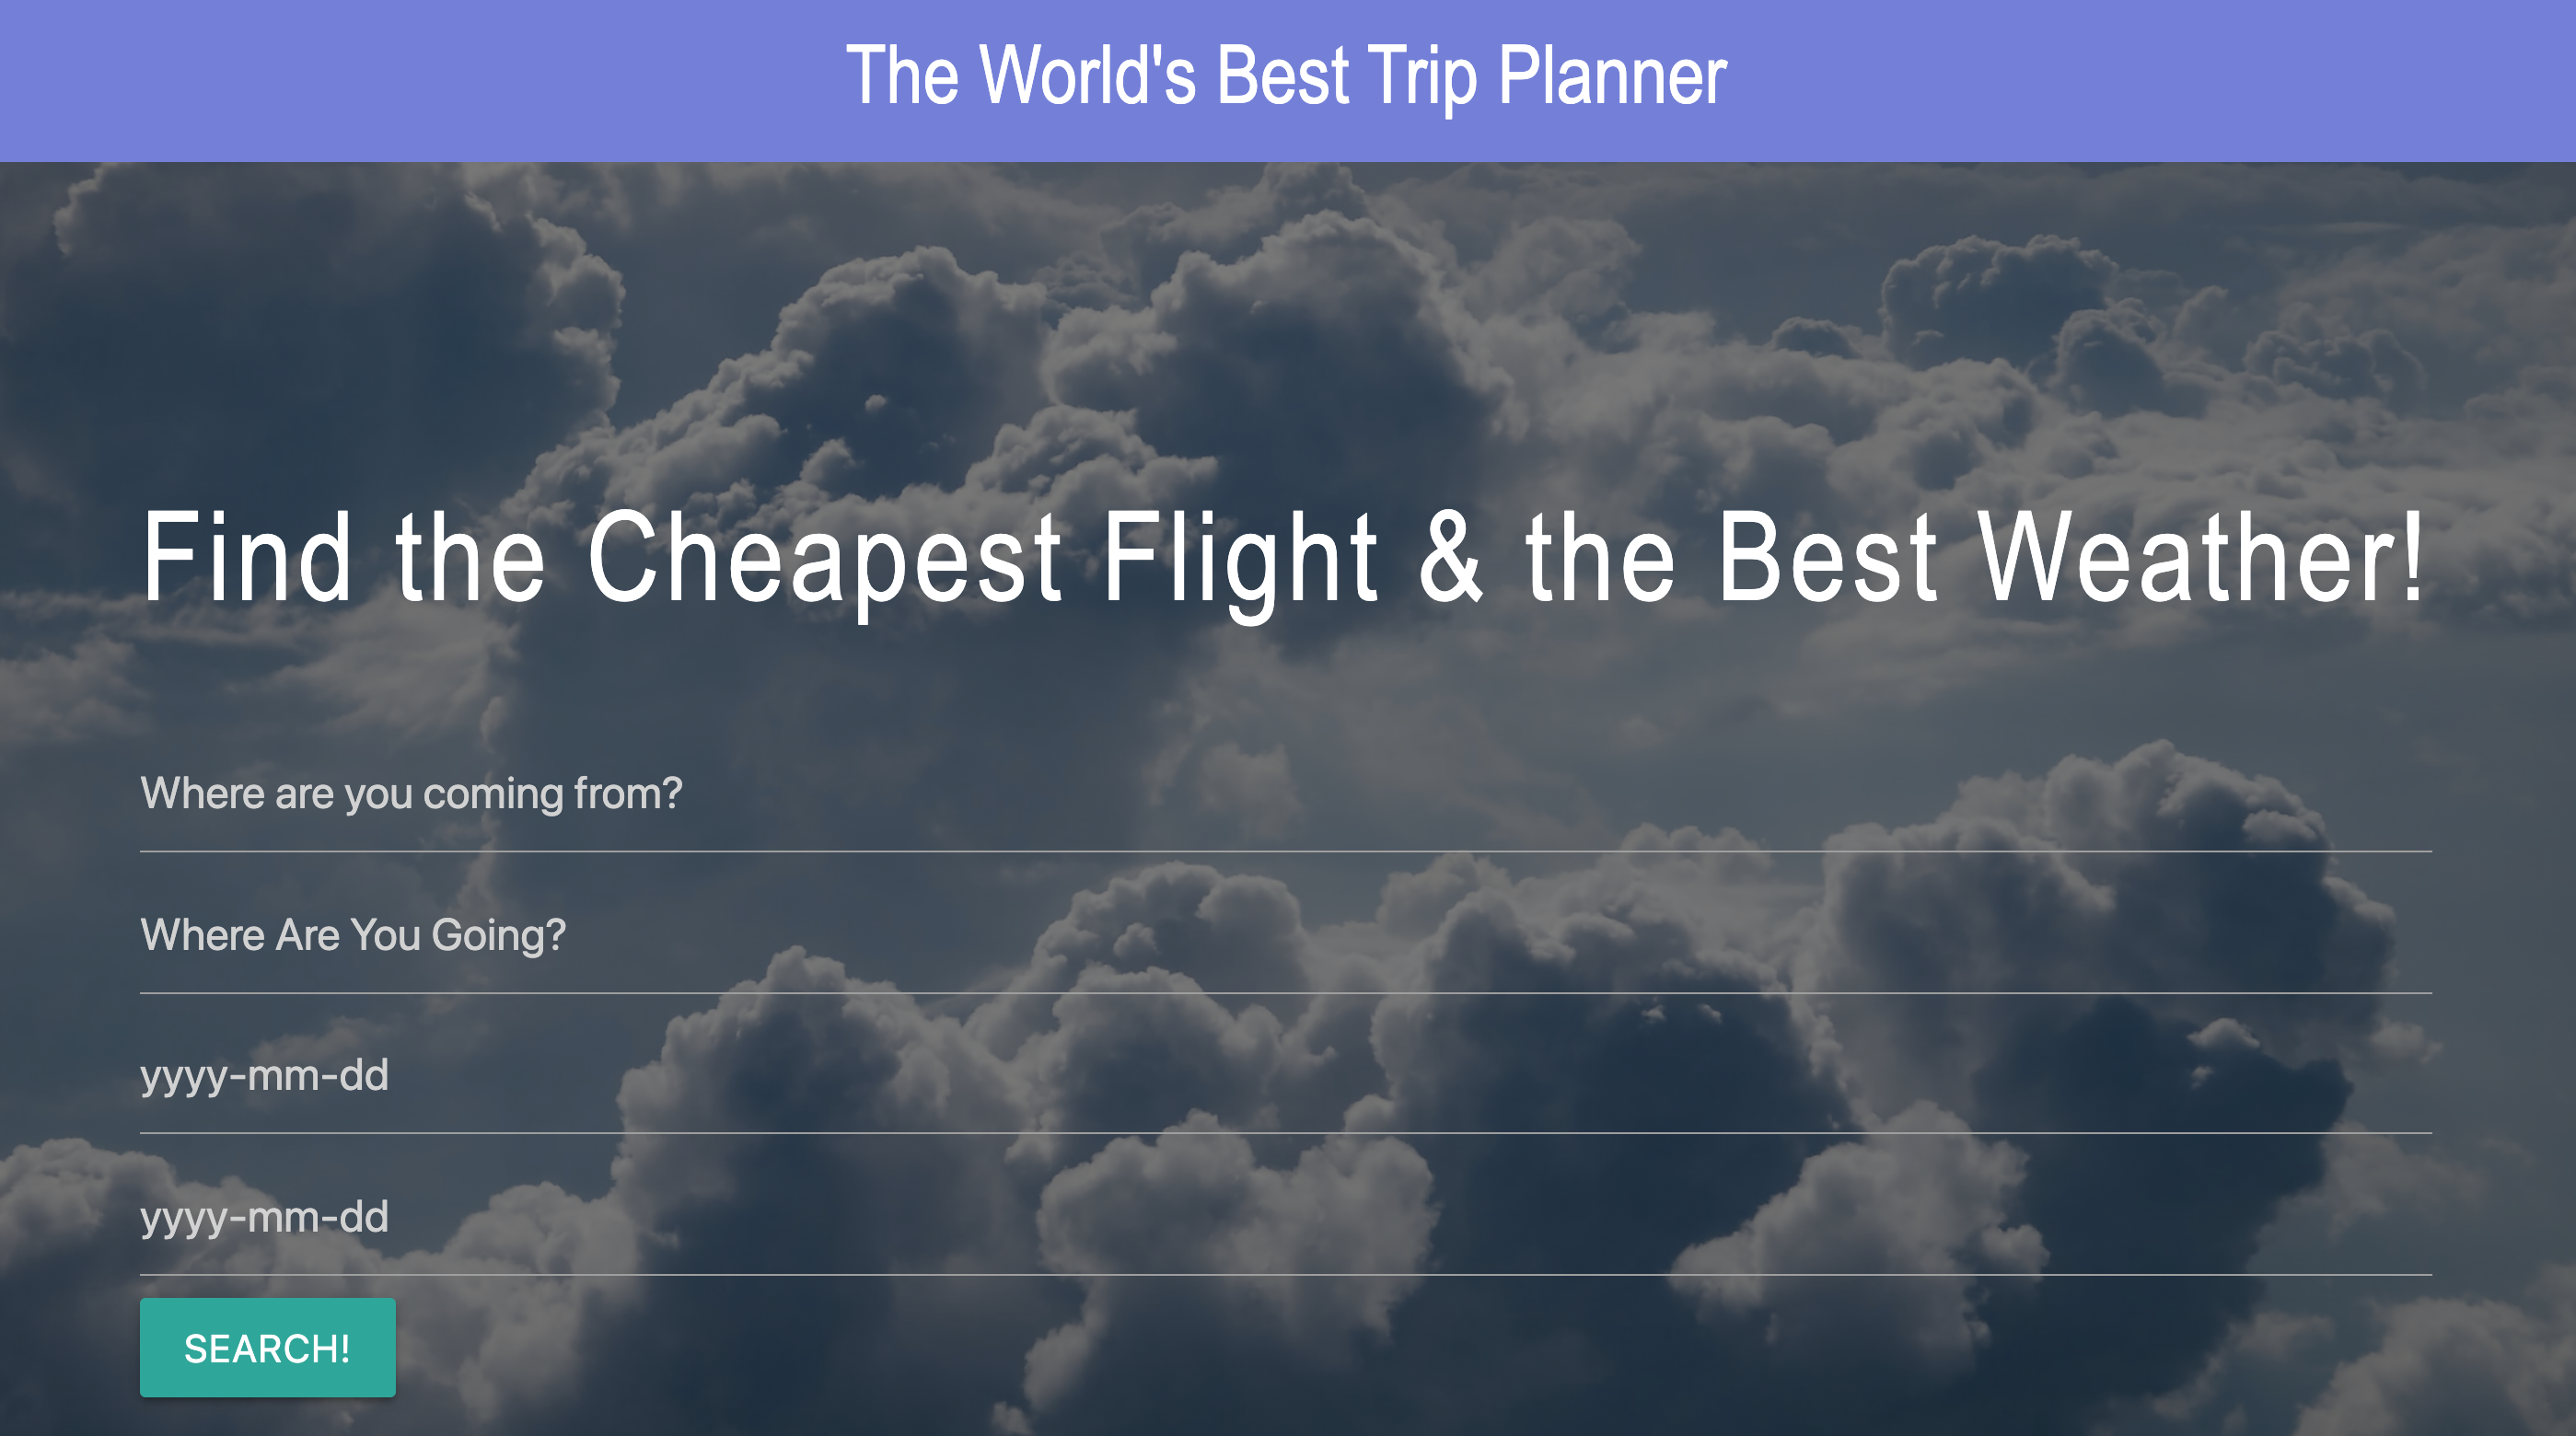 The World's Best Trip Planner
Find the Cheapest Flight & the Best Weather!
Where are you coming from?
Where Are You Going?
yyyy-mm-dd
yyyy-mm-dd
SEARCH!